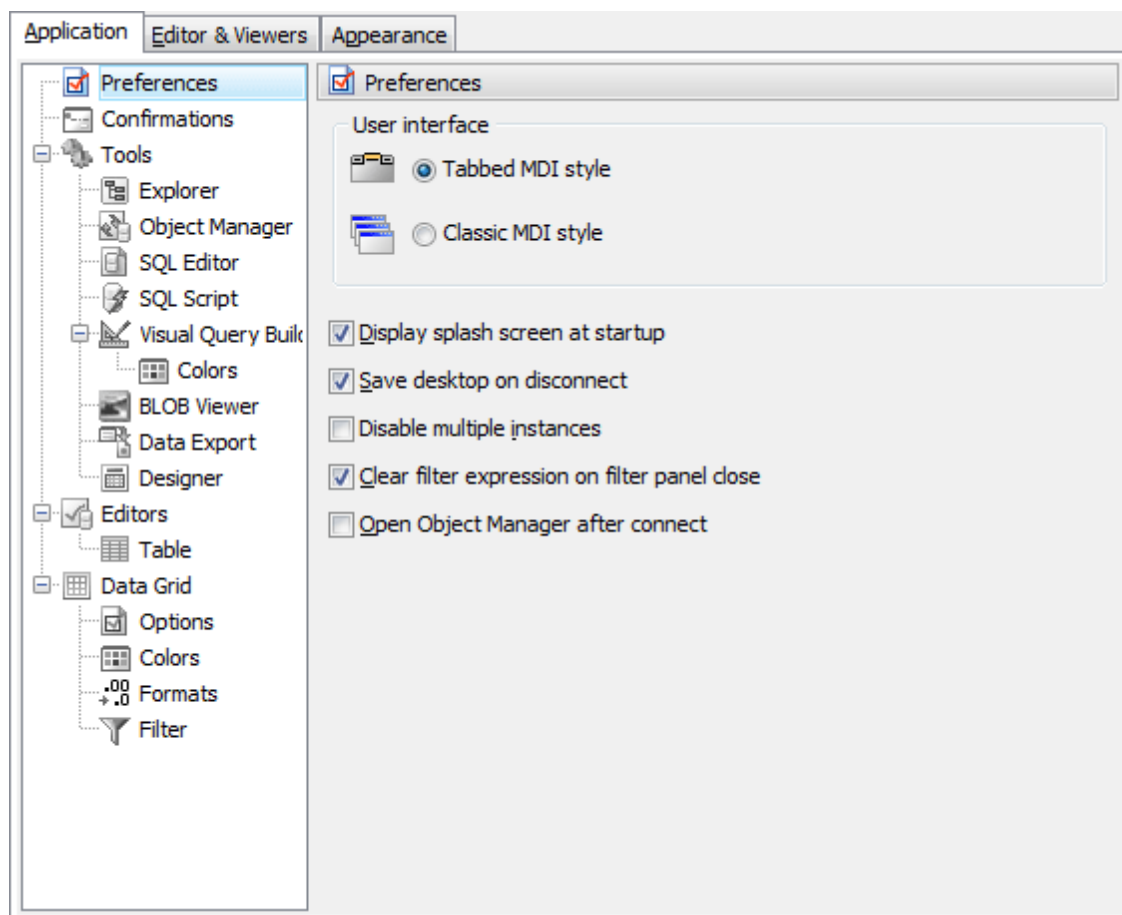 Application
Editor & Viewers
Appearance
Preferences
Confirmations
Tools
Explorer
Object Manager
SQL Editor
SQL Script
Visual Query Buil
Colors
BLOB Viewer
Data Export
Designer
Editors
Table
Data Grid
Options
Colors
.00
.0
Formats
Filter
Preferences
User interface
Tabbed MDI style
Classic MDI style
Display splash screen at startup
Save desktop on disconnect
Disable multiple instances
Clear filter expression on filter panel close
Open Object Manager after connect